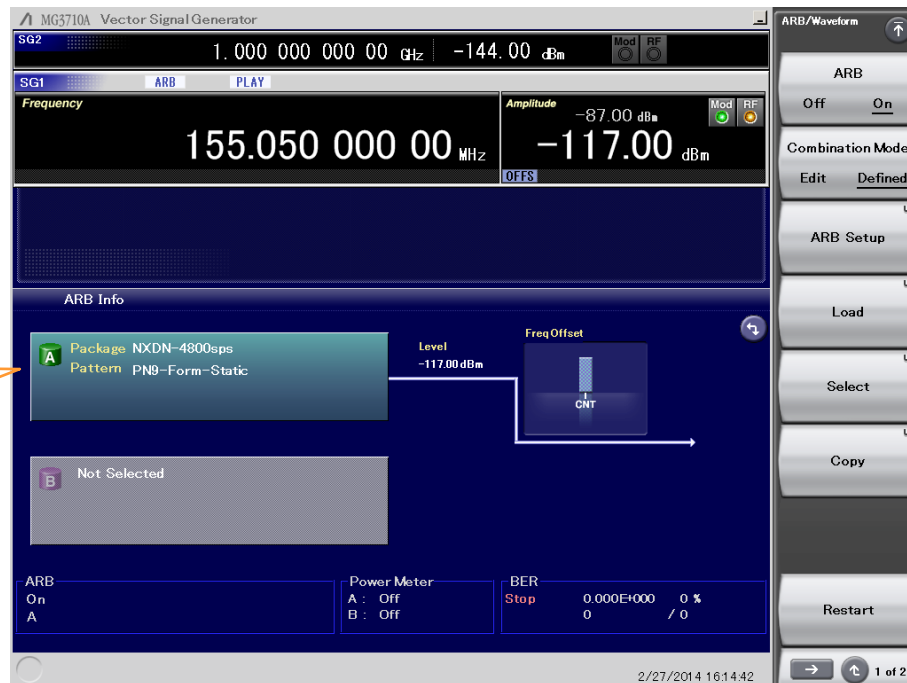 MG3710A Vector Signal Generator
SG2
1. 000 000 000 00 GHz -144. 00 dBm
Mod RF
SG1 ARB PLAY
Frequency
155.050 000 00 MHz
Amplitude
-87.00 dBm
-117.00 dBm
Mod RF
OFFS
ARB Info
A
Package NXDN-4800sps
Pattern PN9-Form-Static
Level
-117.00dBm
Freq Offset
CNT
B
Not Selected
ARB
On
A
Power Meter
A : Off
B : Off
BER
Stop 0.000E+000 0 %
0 / 0
2/27/2014 16:14:42
ARB/Waveform
ARB
Off On
Combination Mode
Edit Defined
ARB Setup
Load
Select
Copy
Restart
1 of 2